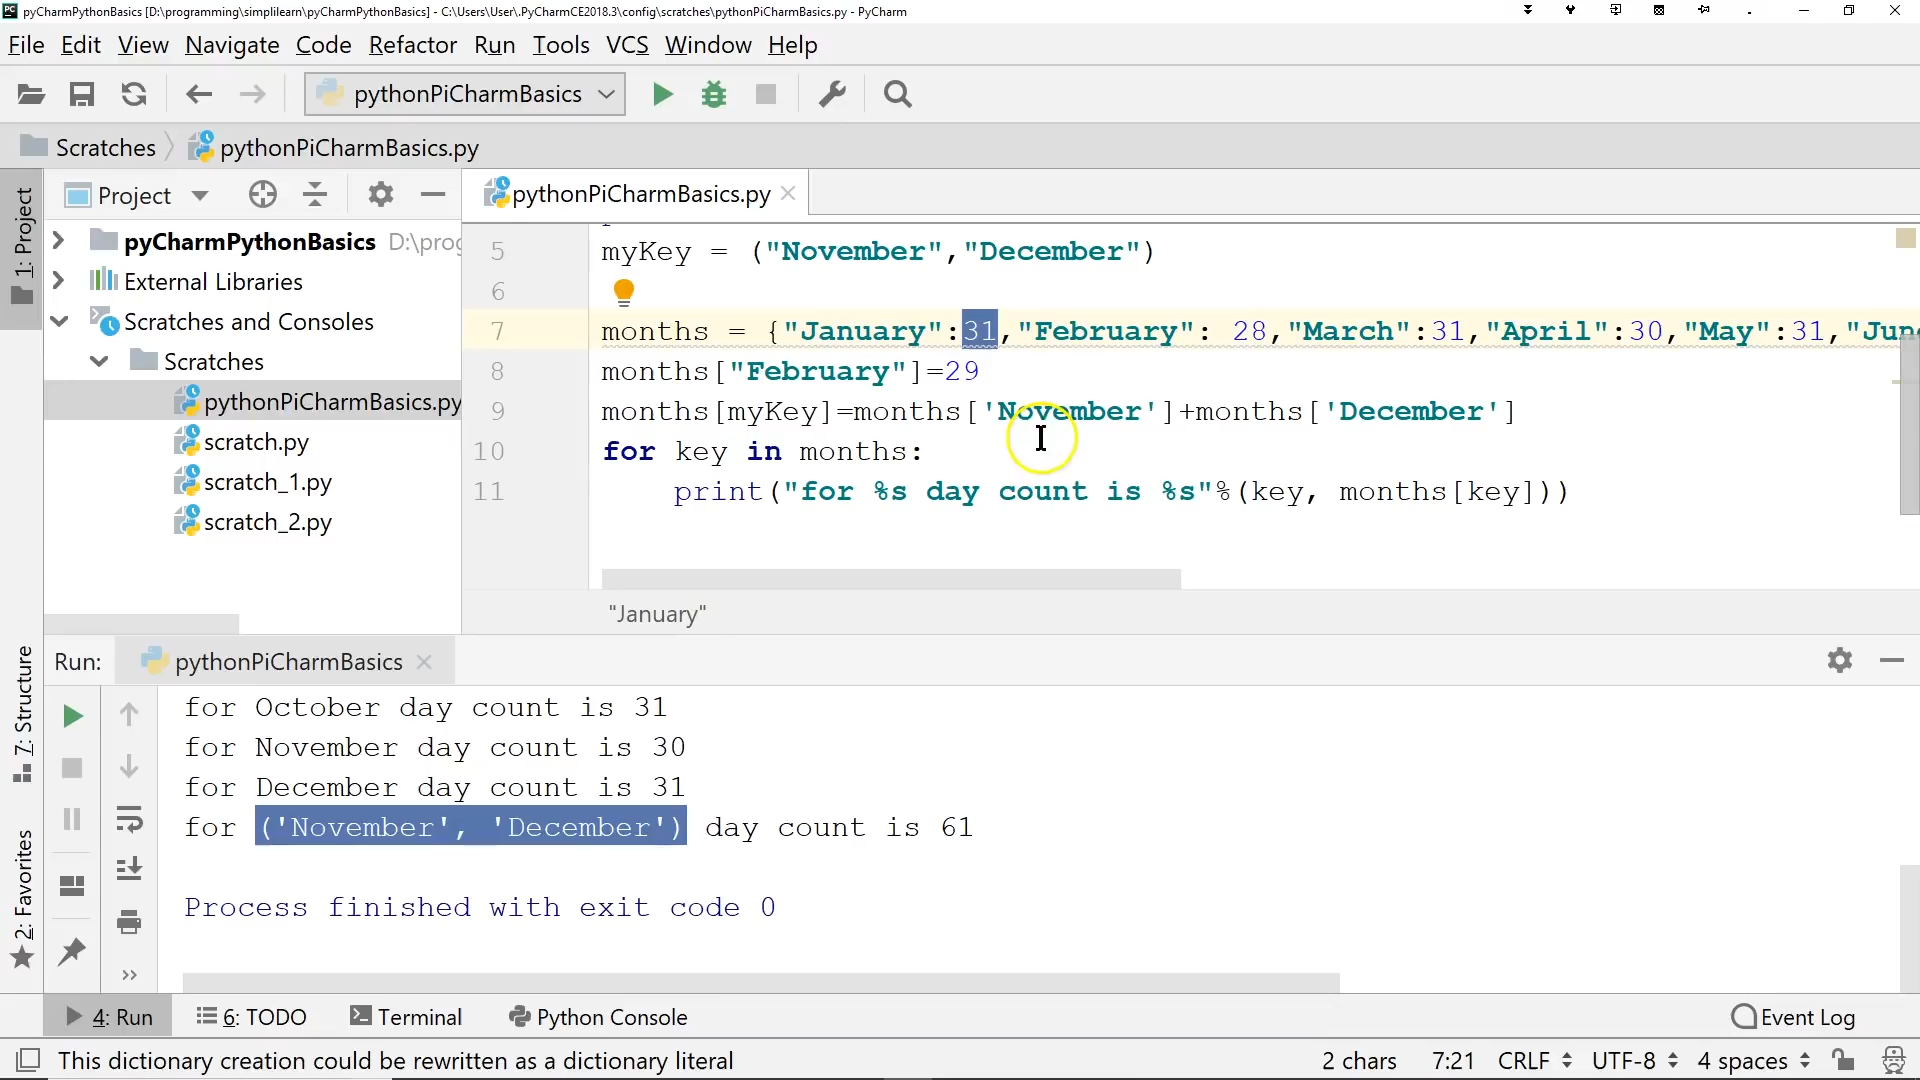 pyCharmPythonBasics [D:\programming\simplilearn\pyCharmPythonBasics] - C:\Users\User\.PyCharmCE2018.3\config\scratches\pythonPiCharmBasics.py - PyCharm
File Edit View Navigate Code Refactor Run Tools VCS Window Help
pythonPiCharmBasics
Scratches pythonPiCharmBasics.py
1: Project
Project
pyCharmPythonBasics D:\prog
External Libraries
Scratches and Consoles
Scratches
pythonPiCharmBasics.py
scratch.py
scratch_1.py
scratch_2.py
pythonPiCharmBasics.py
5 myKey = ("November","December")
6
7 months = {"January":31,"February": 28,"March":31,"April":30,"May":31,"June
8 months["February"]=29
9 months[myKey]=months['November']+months['December']
10 for key in months:
11 print("for %s day count is %s"%(key, months[key]))
"January"
7: Structure
2: Favorites
Run: pythonPiCharmBasics
for October day count is 31
for November day count is 30
for December day count is 31
for ('November', 'December') day count is 61
Process finished with exit code 0
4: Run 6: TODO Terminal Python Console Event Log
This dictionary creation could be rewritten as a dictionary literal 2 chars 7:21 CRLF UTF-8 4 spaces